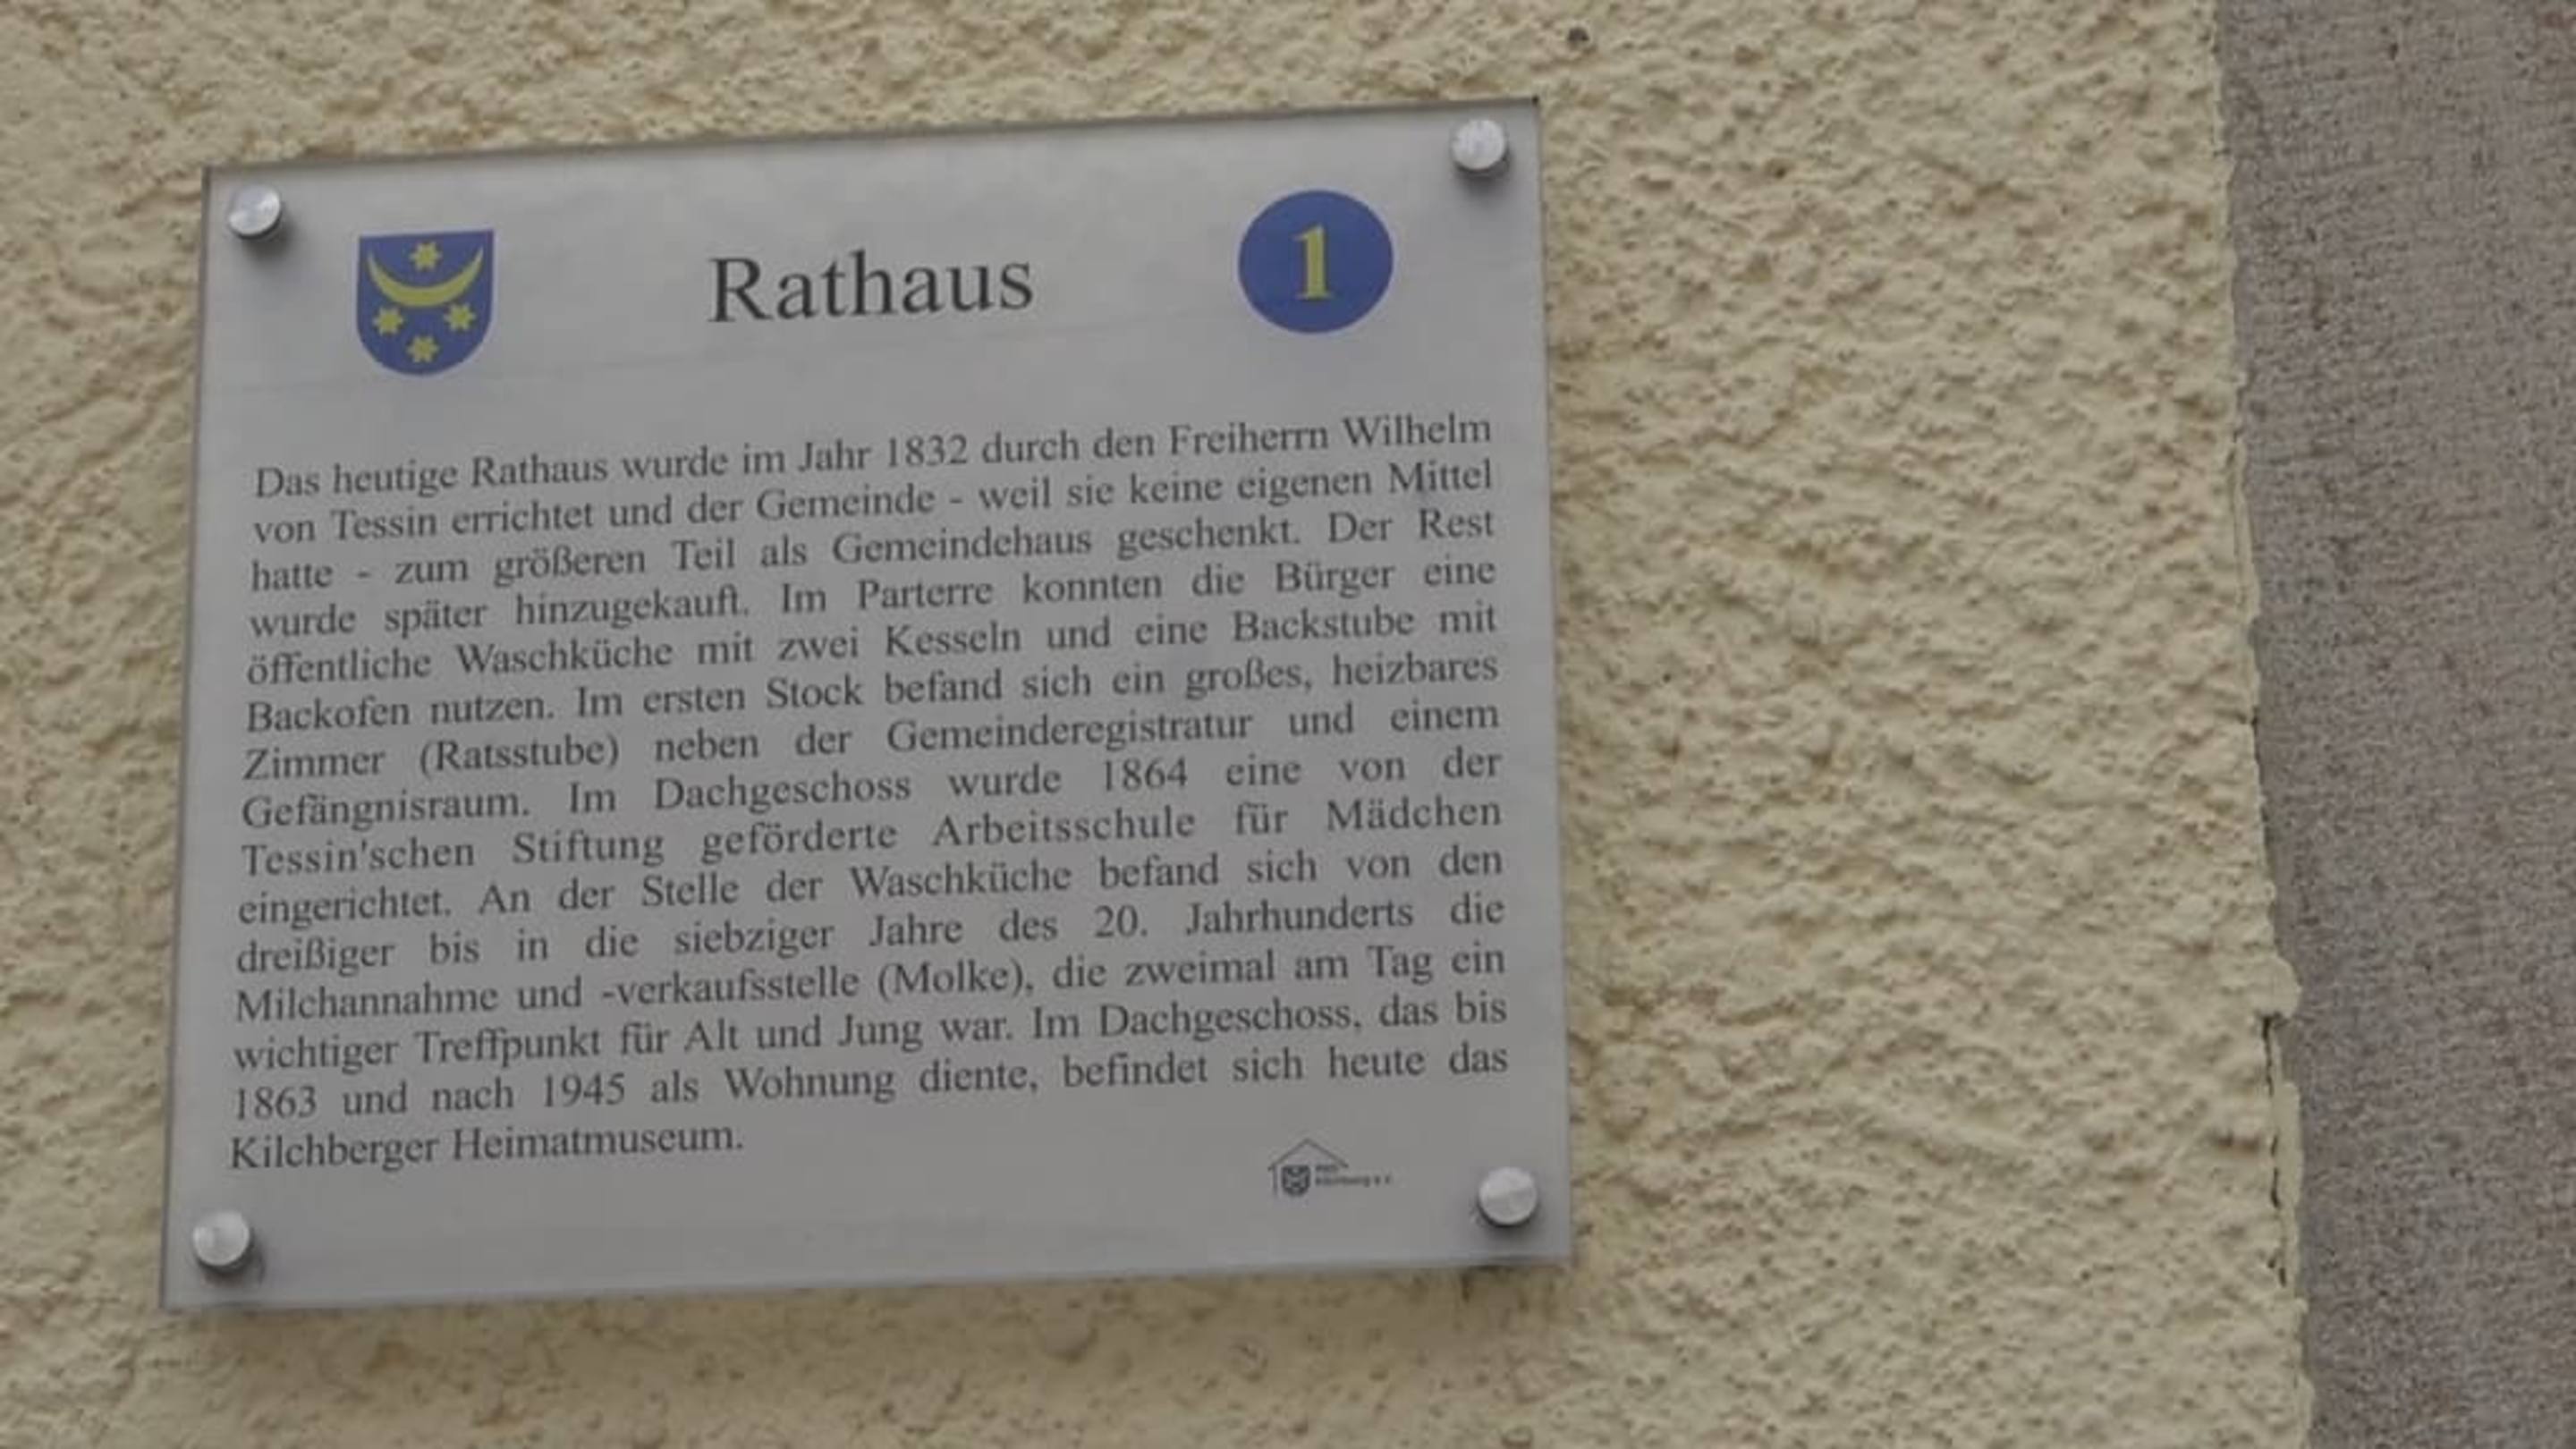 Rathaus
1
Das heutige Rathaus wurde im Jahr 1832 durch den Freiherrn Wilhelm
von Tessin errichtet und der Gemeinde - weil sie keine eigenen Mittel
hatte - zum größeren Teil als Gemeindehaus geschenkt. Der Rest
wurde später hinzugekauft. Im Parterre konnten die Bürger eine
öffentliche Waschküche mit zwei Kesseln und eine Backstube mit
Backofen nutzen. Im ersten Stock befand sich ein großes, heizbares
Zimmer (Ratsstube) neben der Gemeinderegistratur und einem
Gefängnisraum. Im Dachgeschoss wurde 1864 eine von der
Tessin'schen Stiftung geförderte Arbeitsschule für Mädchen
eingerichtet. An der Stelle der Waschküche befand sich von den
dreißiger bis in die siebziger Jahre des 20. Jahrhunderts die
Milchannahme und -verkaufsstelle (Molke), die zweimal am Tag ein
wichtiger Treffpunkt für Alt und Jung war. Im Dachgeschoss, das bis
1863 und nach 1945 als Wohnung diente, befindet sich heute das
Kilchberger Heimatmuseum.